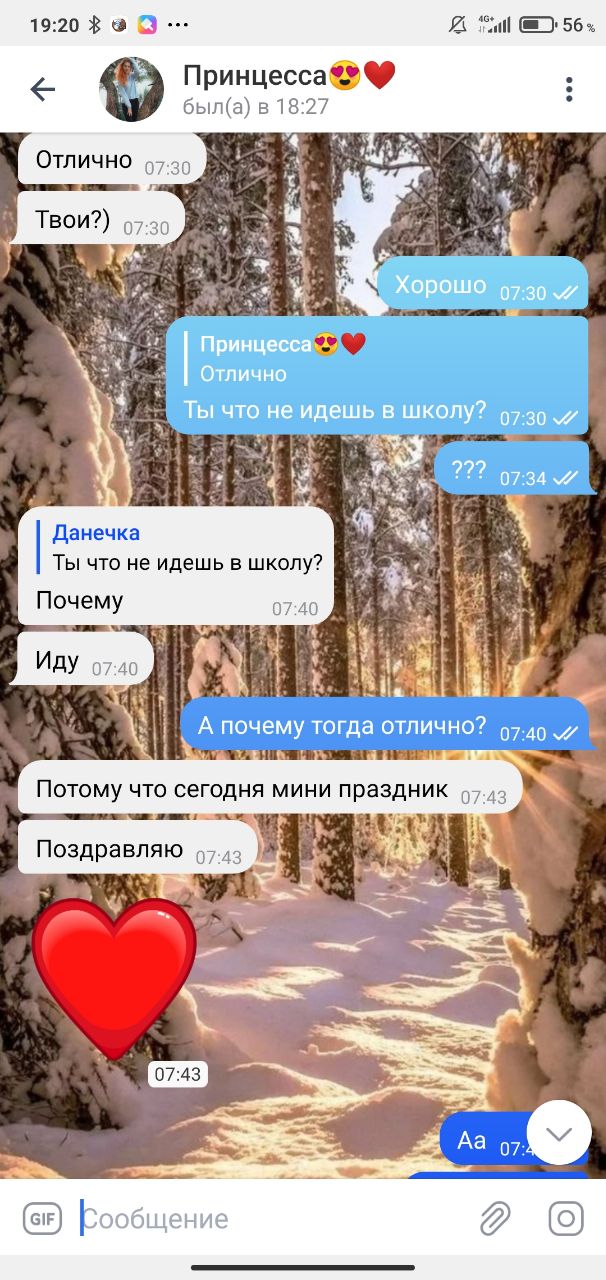 19:20
4G+
56 %
Принцесса😍❤️
был(а) в 18:27
Отлично 07:30
Твои?) 07:30
Хорошо 07:30
Принцесса😍❤️
Отлично
Ты что не идешь в школу? 07:30
??? 07:34
Данечка
Ты что не идешь в школу?
Почему 07:40
Иду 07:40
А почему тогда отлично? 07:40
Потому что сегодня мини праздник 07:43
Поздравляю 07:43
07:43
Аа
GIF Сообщение